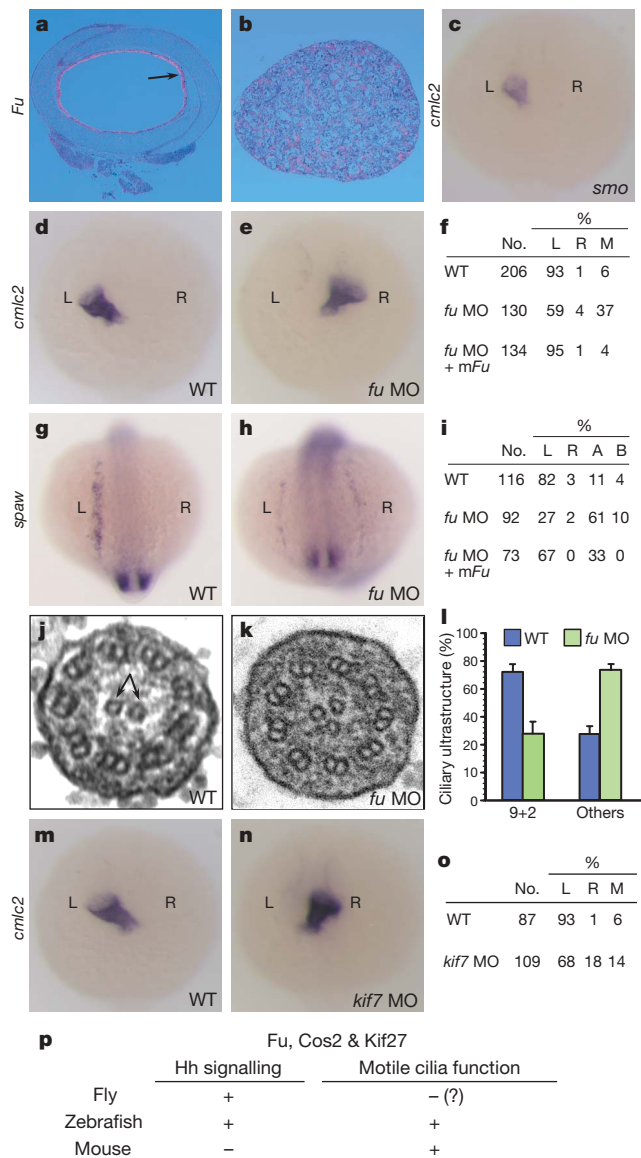 a
b
c
Fu
cmlc2
L
R
smo
d
e
f
cmlc2
L
R
WT
fu MO
%
No. L R M
WT 206 93 1 6
fu MO 130 59 4 37
fu MO + mFu 134 95 1 4
g
h
i
spaw
L
R
WT
L
R
fu MO
%
No. L R A B
WT 116 82 3 11 4
fu MO 92 27 2 61 10
fu MO + mFu 73 67 0 33 0
j
k
l
WT
fu MO
WT fu MO
Ciliary ultrastructure (%)
100
80
60
40
20
0
9+2 Others
m
n
o
cmlc2
L
R
WT
L
R
kif7 MO
%
No. L R M
WT 87 93 1 6
kif7 MO 109 68 18 14
p
Fu, Cos2 & Kif27
Hh signalling Motile cilia function
Fly + – (?)
Zebrafish + +
Mouse – +